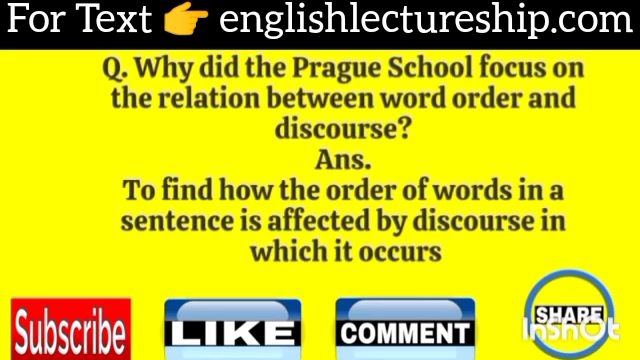 For Text 👉 englishlectureship.com
Q. Why did the Prague School focus on
the relation between word order and
discourse?
Ans.
To find how the order of words in a
sentence is affected by discourse in
which it occurs
Subscribe
LIKE
COMMENT
SHARE
InShOt